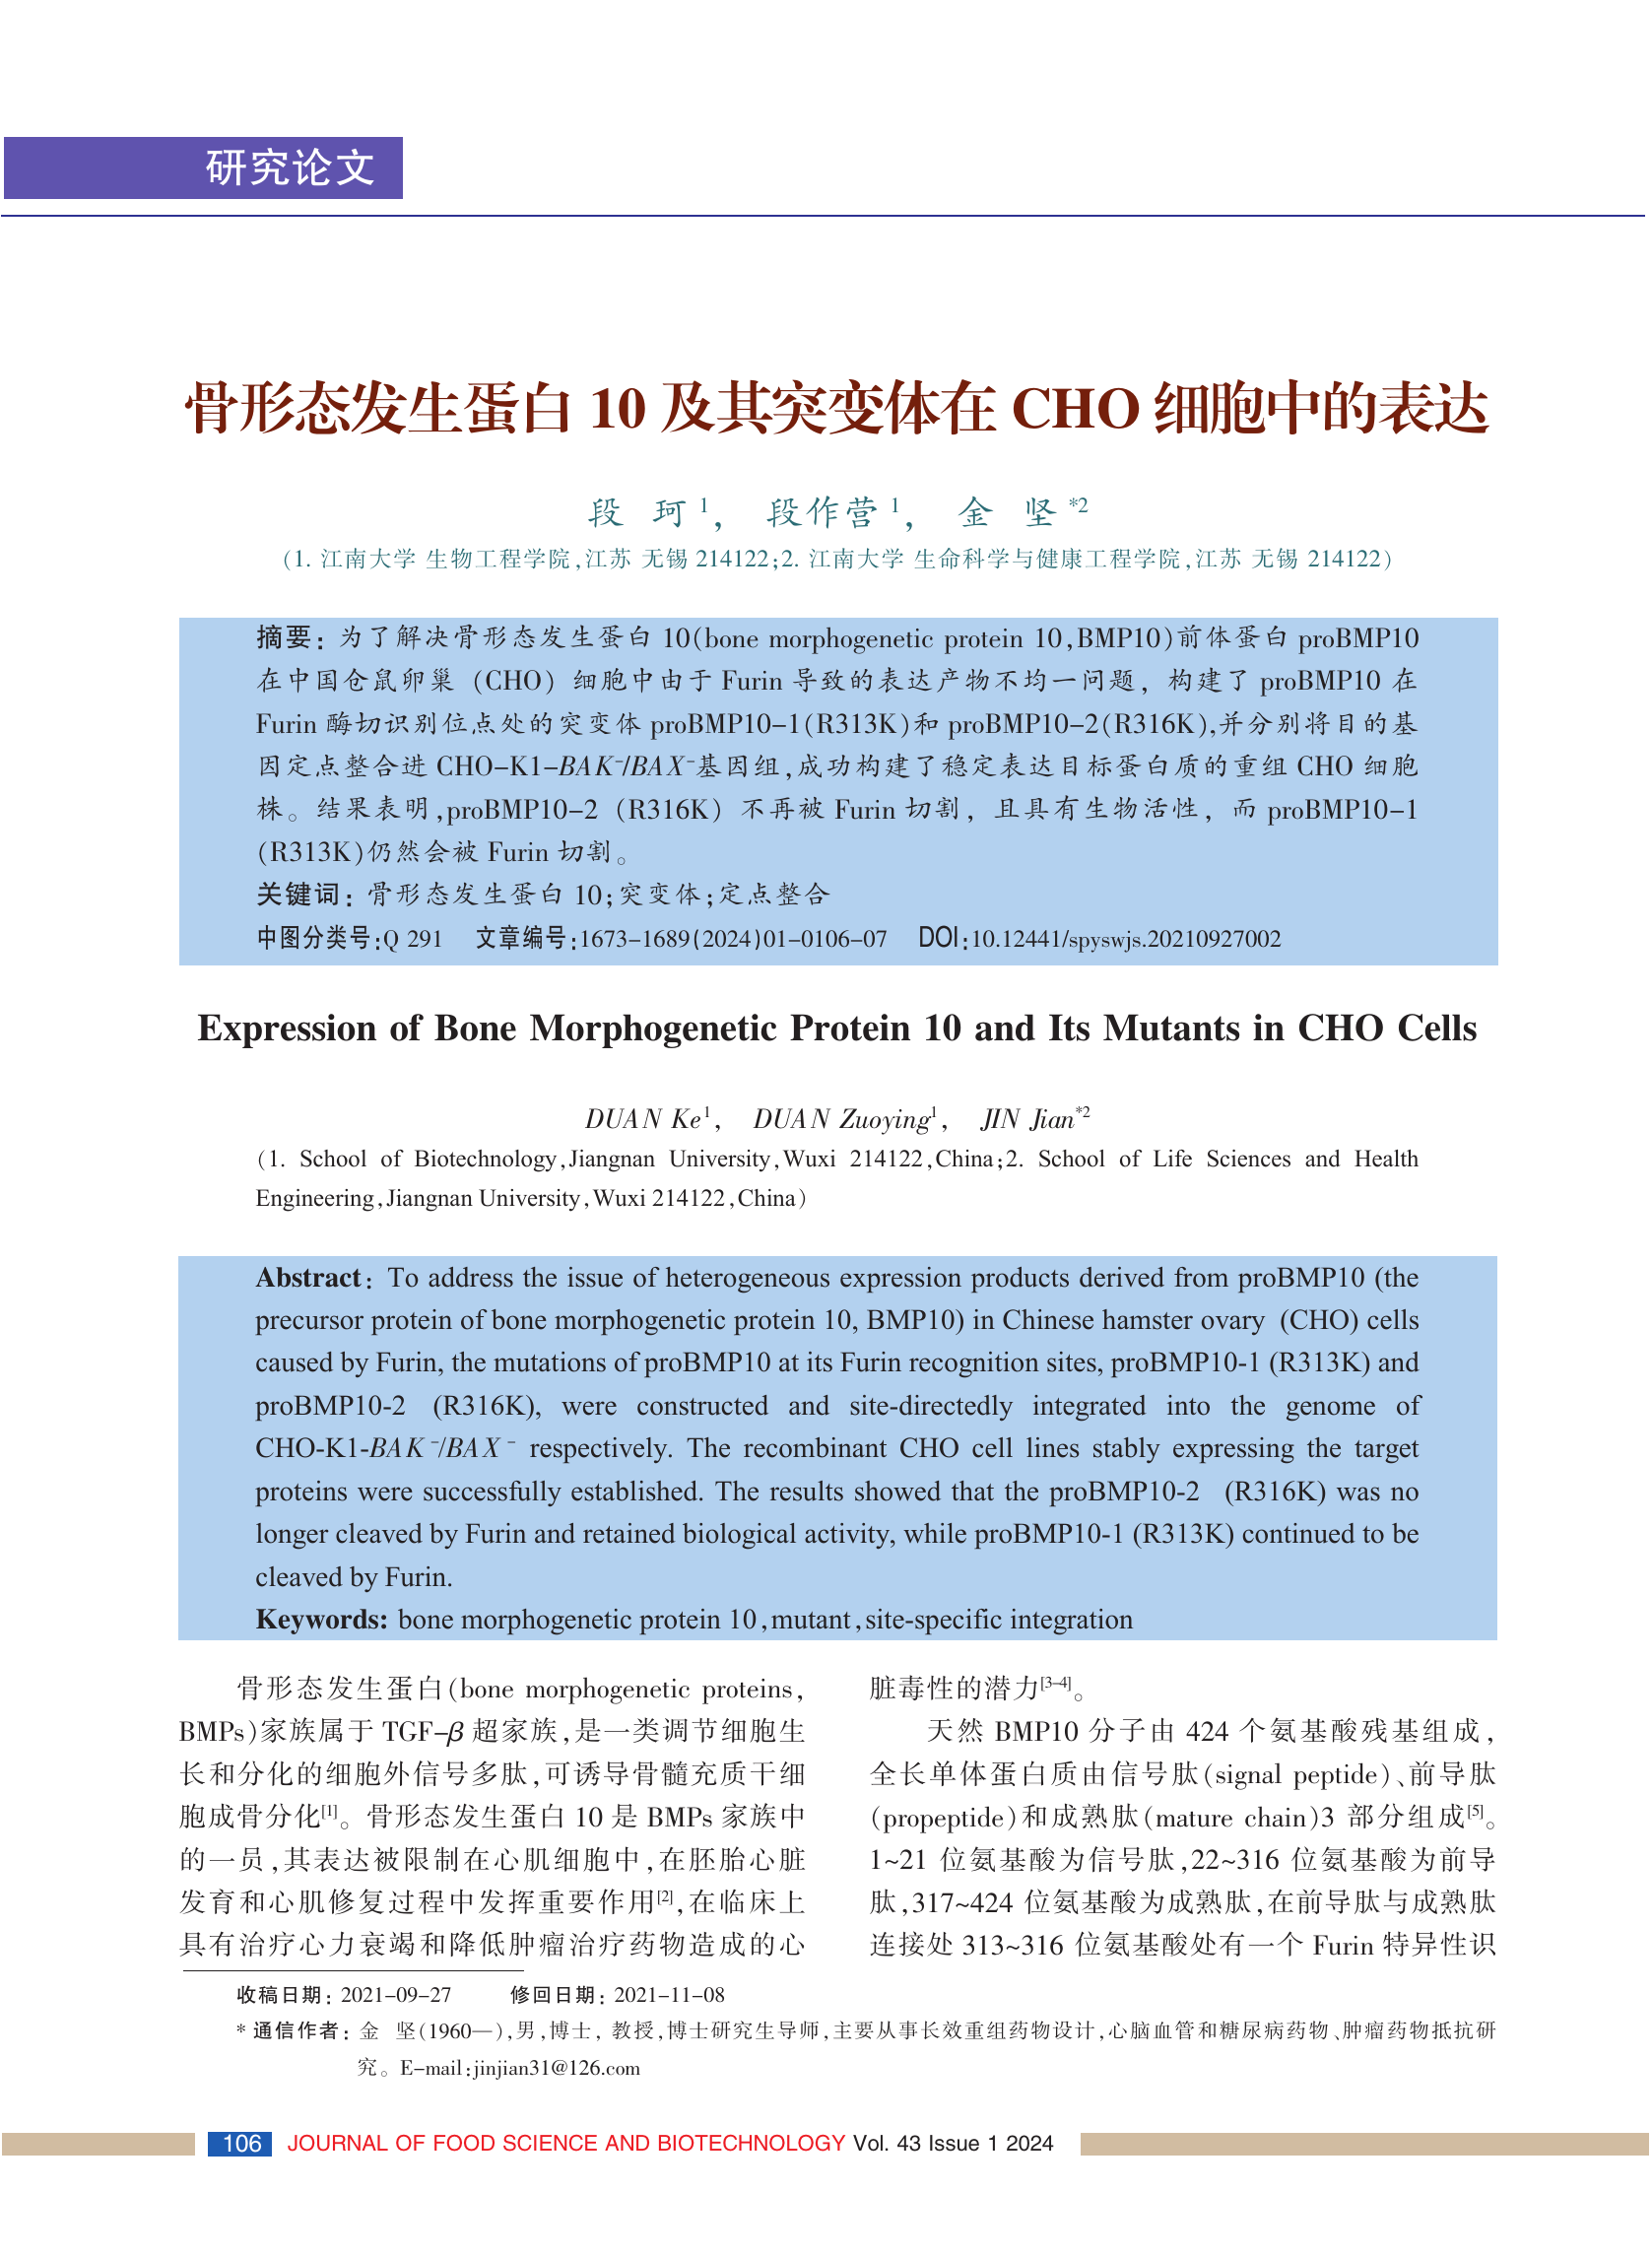 研究论文
骨形态发生蛋白 10 及其突变体在 CHO 细胞中的表达
段 珂1， 段作营1， 金 坚*2
(1. 江南大学 生物工程学院,江苏 无锡 214122;2. 江南大学 生命科学与健康工程学院,江苏 无锡 214122)
摘要：为了解决骨形态发生蛋白 10(bone morphogenetic protein 10,BMP10)前体蛋白 proBMP10
在中国仓鼠卵巢（CHO）细胞中由于 Furin 导致的表达产物不均一问题，构建了 proBMP10 在
Furin 酶切识别位点处的突变体 proBMP10-1(R313K)和 proBMP10-2(R316K),并分别将目的基
因定点整合进 CHO-K1-BAK-/BAX-基因组,成功构建了稳定表达目标蛋白质的重组 CHO 细胞
株。结果表明,proBMP10-2（R316K）不再被 Furin 切割，且具有生物活性，而 proBMP10-1
(R313K)仍然会被 Furin 切割。
关键词：骨形态发生蛋白 10;突变体;定点整合
中图分类号:Q 291 文章编号:1673-1689(2024)01-0106-07 DOI:10.12441/spyswjs.20210927002
Expression of Bone Morphogenetic Protein 10 and Its Mutants in CHO Cells
DUAN Ke1, DUAN Zuoying1, JIN Jian*2
(1. School of Biotechnology,Jiangnan University,Wuxi 214122,China;2. School of Life Sciences and Health
Engineering,Jiangnan University,Wuxi 214122,China)
Abstract: To address the issue of heterogeneous expression products derived from proBMP10 (the
precursor protein of bone morphogenetic protein 10, BMP10) in Chinese hamster ovary (CHO) cells
caused by Furin, the mutations of proBMP10 at its Furin recognition sites, proBMP10-1 (R313K) and
proBMP10-2 (R316K), were constructed and site-directedly integrated into the genome of
CHO-K1-BAK-/BAX- respectively. The recombinant CHO cell lines stably expressing the target
proteins were successfully established. The results showed that the proBMP10-2 (R316K) was no
longer cleaved by Furin and retained biological activity, while proBMP10-1 (R313K) continued to be
cleaved by Furin.
Keywords: bone morphogenetic protein 10,mutant,site-specific integration
骨形态发生蛋白(bone morphogenetic proteins,
BMPs)家族属于 TGF-β 超家族,是一类调节细胞生
长和分化的细胞外信号多肽,可诱导骨髓充质干细
胞成骨分化[1]。骨形态发生蛋白 10 是 BMPs 家族中
的一员,其表达被限制在心肌细胞中,在胚胎心脏
发育和心肌修复过程中发挥重要作用[2],在临床上
具有治疗心力衰竭和降低肿瘤治疗药物造成的心
脏毒性的潜力[3-4]。
天然 BMP10 分子由 424 个氨基酸残基组成,
全长单体蛋白质由信号肽(signal peptide)、前导肽
(propeptide)和成熟肽(mature chain)3 部分组成[5]。
1~21 位氨基酸为信号肽,22~316 位氨基酸为前导
肽,317~424 位氨基酸为成熟肽,在前导肽与成熟肽
连接处 313~316 位氨基酸处有一个 Furin 特异性识
收稿日期：2021-09-27 修回日期：2021-11-08
* 通信作者：金 坚(1960—),男,博士，教授,博士研究生导师,主要从事长效重组药物设计,心脑血管和糖尿病药物、肿瘤药物抵抗研
究。E-mail:jinjian31@126.com
106 JOURNAL OF FOOD SCIENCE AND BIOTECHNOLOGY Vol. 43 Issue 1 2024